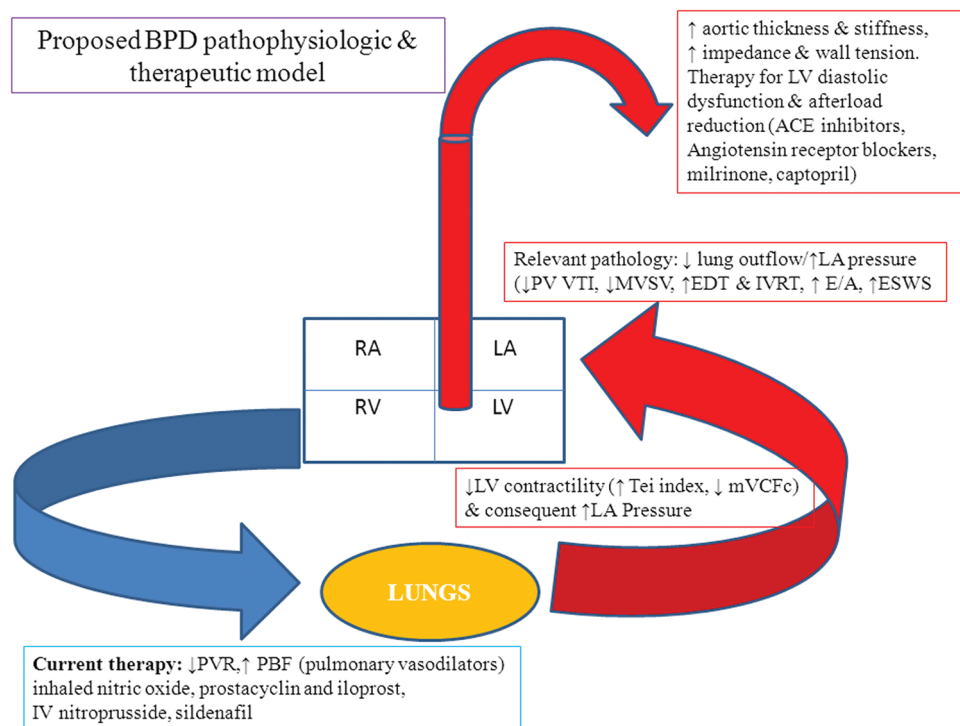 Proposed BPD pathophysiologic &
therapeutic model
↑ aortic thickness & stiffness,
↑ impedance & wall tension.
Therapy for LV diastolic
dysfunction & afterload
reduction (ACE inhibitors,
Angiotensin receptor blockers,
milrinone, captopril)
Relevant pathology: ↓ lung outflow/↑LA pressure
(↓PV VTI, ↓MVSV, ↑EDT & IVRT, ↑ E/A, ↑ESWS
RA
LA
RV
LV
↓LV contractility (↑ Tei index, ↓ mVCFc)
& consequent ↑LA Pressure
LUNGS
Current therapy: ↓PVR,↑ PBF (pulmonary vasodilators)
inhaled nitric oxide, prostacyclin and iloprost,
IV nitroprusside, sildenafil